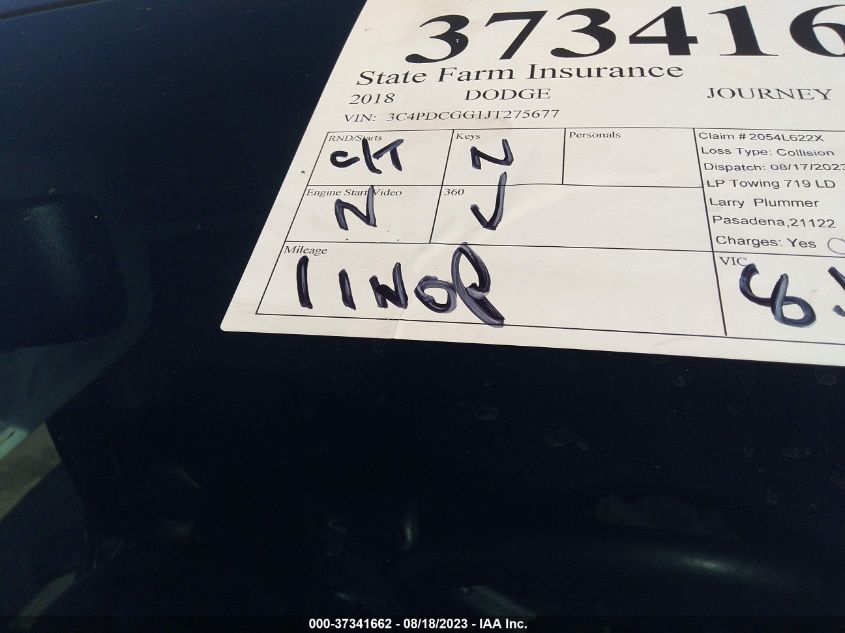 373416
State Farm Insurance
2018 DODGE JOURNEY
VIN: 3C4PDCGG1JT275677
RND/Starts Keys Personals
c/T N
Engine Start Video 360
N ✓
Mileage
1 INOP
Claim # 2054L622X
Loss Type: Collision
Dispatch: 08/17/2023
LP Towing 719 LD
Larry Plummer
Pasadena,21122
Charges: Yes
VIC
000-37341662 - 08/18/2023 - IAA Inc.